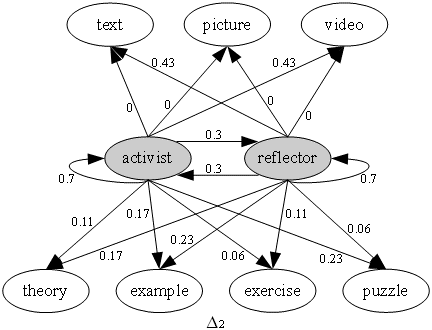 text picture video
0.43 0.43
0 0 0 0
0.3
activist reflector
0.3
0.7 0.7
0.11 0.17 0.11 0.06
0.23
0.17 0.06 0.23
theory example exercise puzzle
Δ2